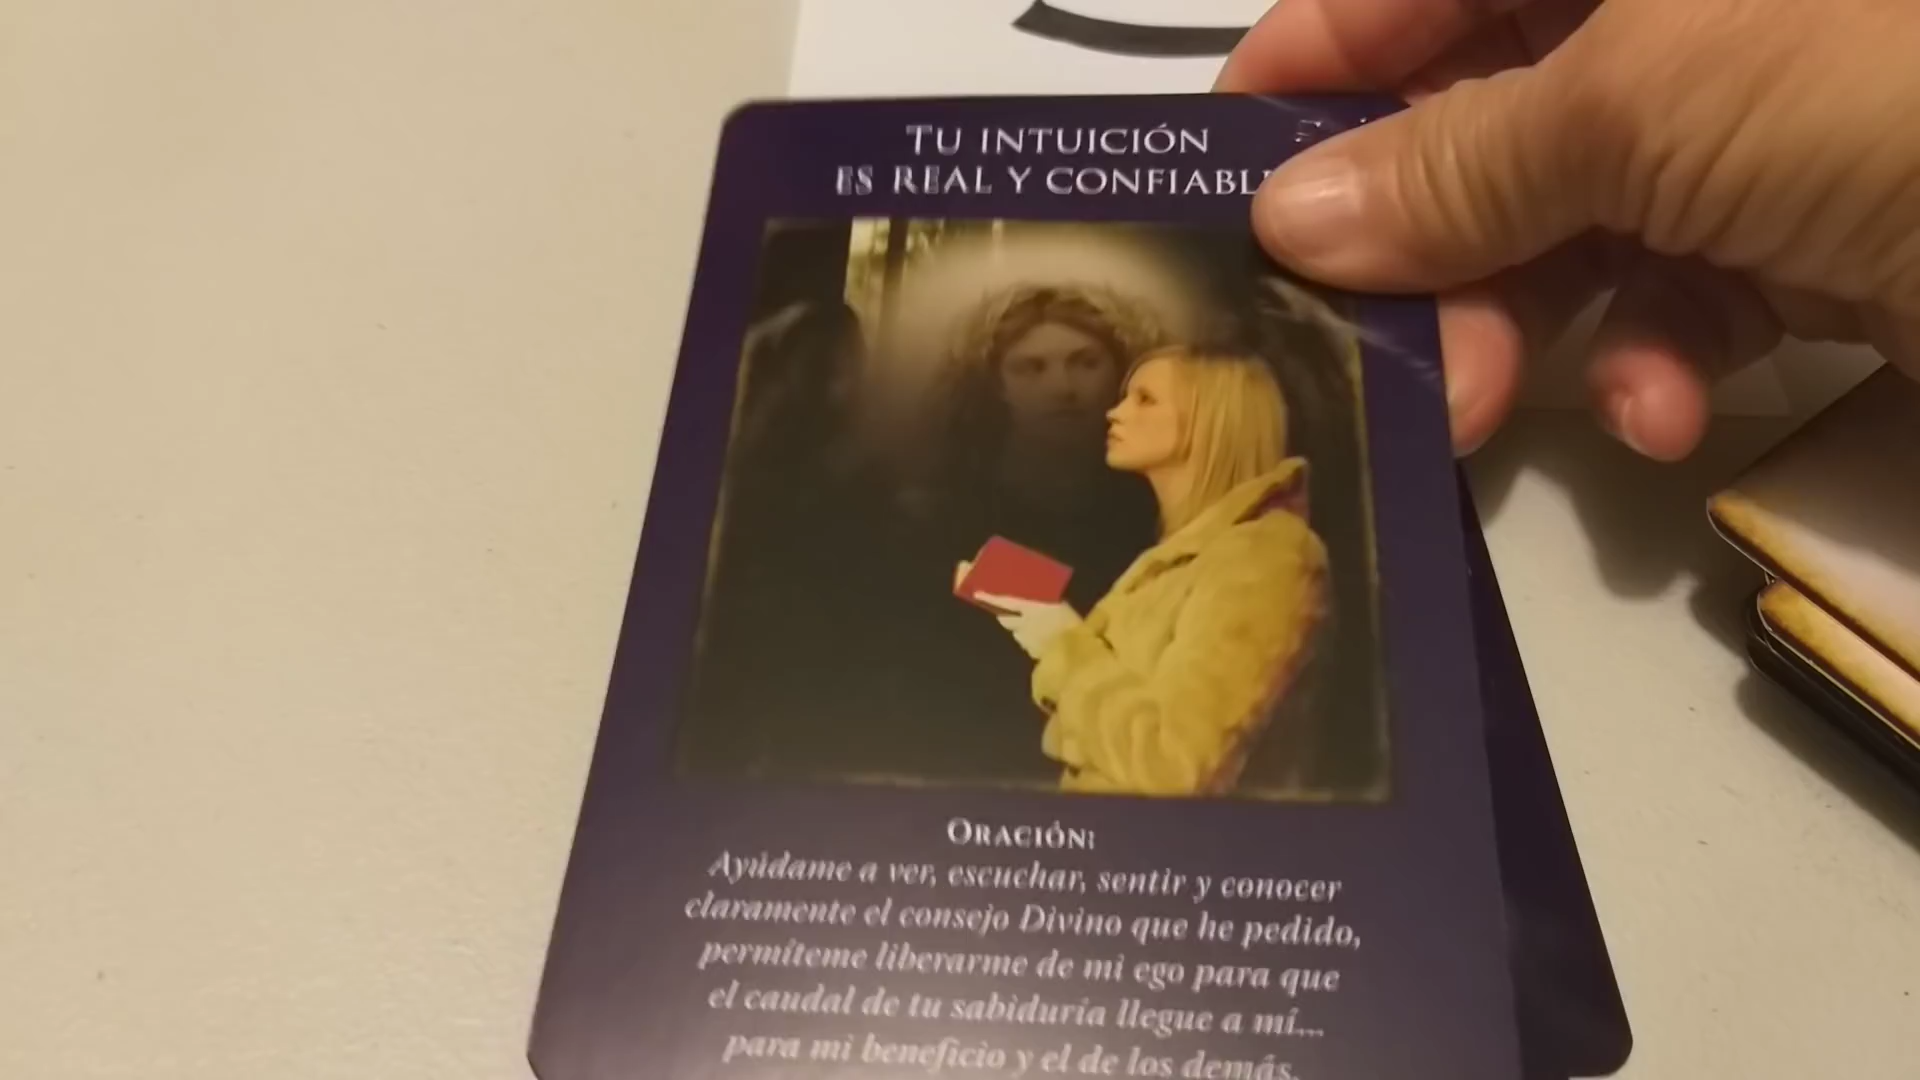 TU INTUICIÓN
ES REAL Y CONFIABLE
ORACIÓN:
Ayúdame a ver, escuchar, sentir y conocer
claramente el consejo Divino que he pedido,
permíteme liberarme de mi ego para que
el caudal de tu sabiduría llegue a mí...
para mi beneficio y el de los demás.